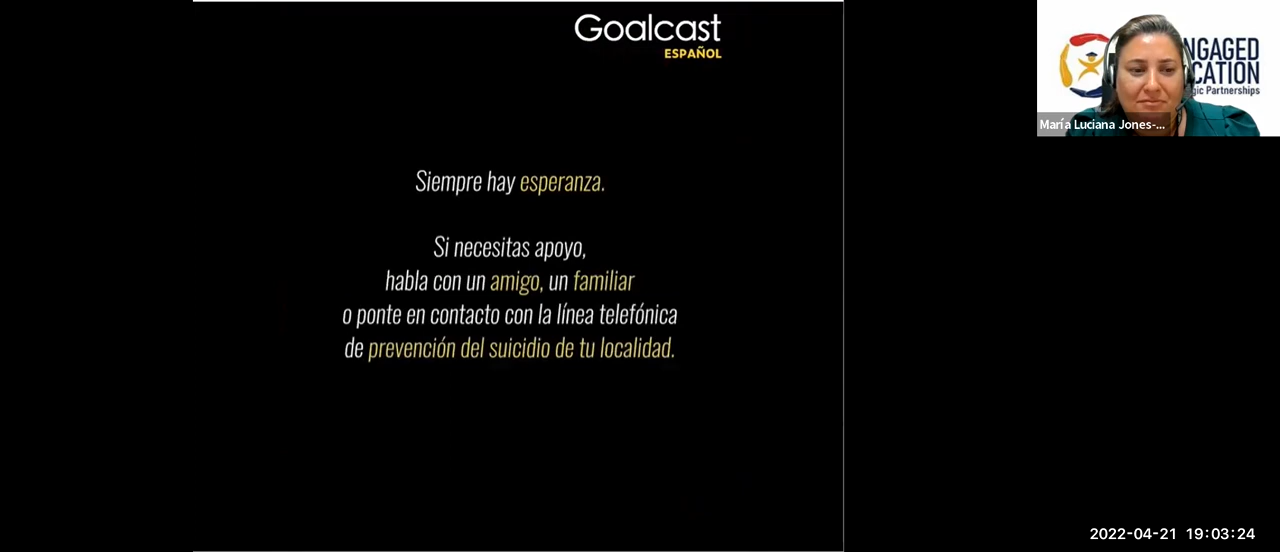 Goalcast
ESPAÑOL
Siempre hay esperanza.
Si necesitas apoyo,
habla con un amigo, un familiar
o ponte en contacto con la línea telefónica
de prevención del suicidio de tu localidad.
NGAGED
CATION
gic Partnerships
María Luciana Jones-...
2022-04-21 19:03:24